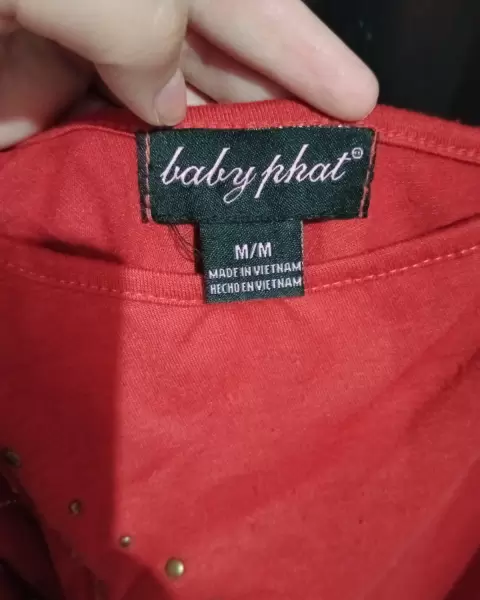 baby phat®
M/M
MADE IN VIETNAM
HECHO EN VIETNAM